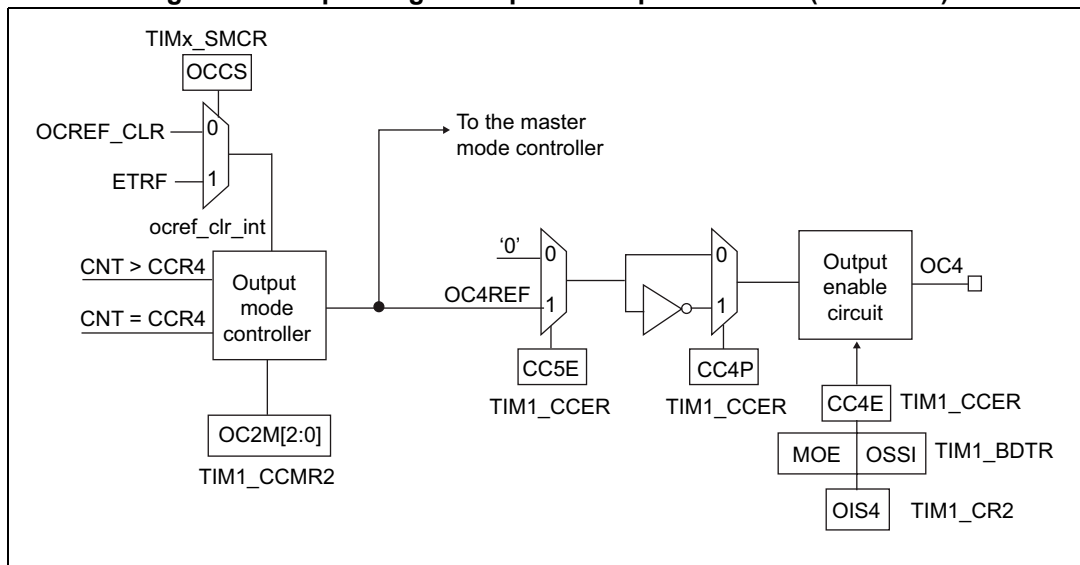 TIMx_SMCR
OCCS
OCREF_CLR
0
ETRF
1
ocref_clr_int
To the master
mode controller
CNT > CCR4
CNT = CCR4
Output
mode
controller
OC2M[2:0]
TIM1_CCMR2
'0'
0
OC4REF
1
CC5E
TIM1_CCER
0
1
CC4P
TIM1_CCER
Output
enable
circuit
OC4
CC4E
TIM1_CCER
MOE
OSSI
TIM1_BDTR
OIS4
TIM1_CR2